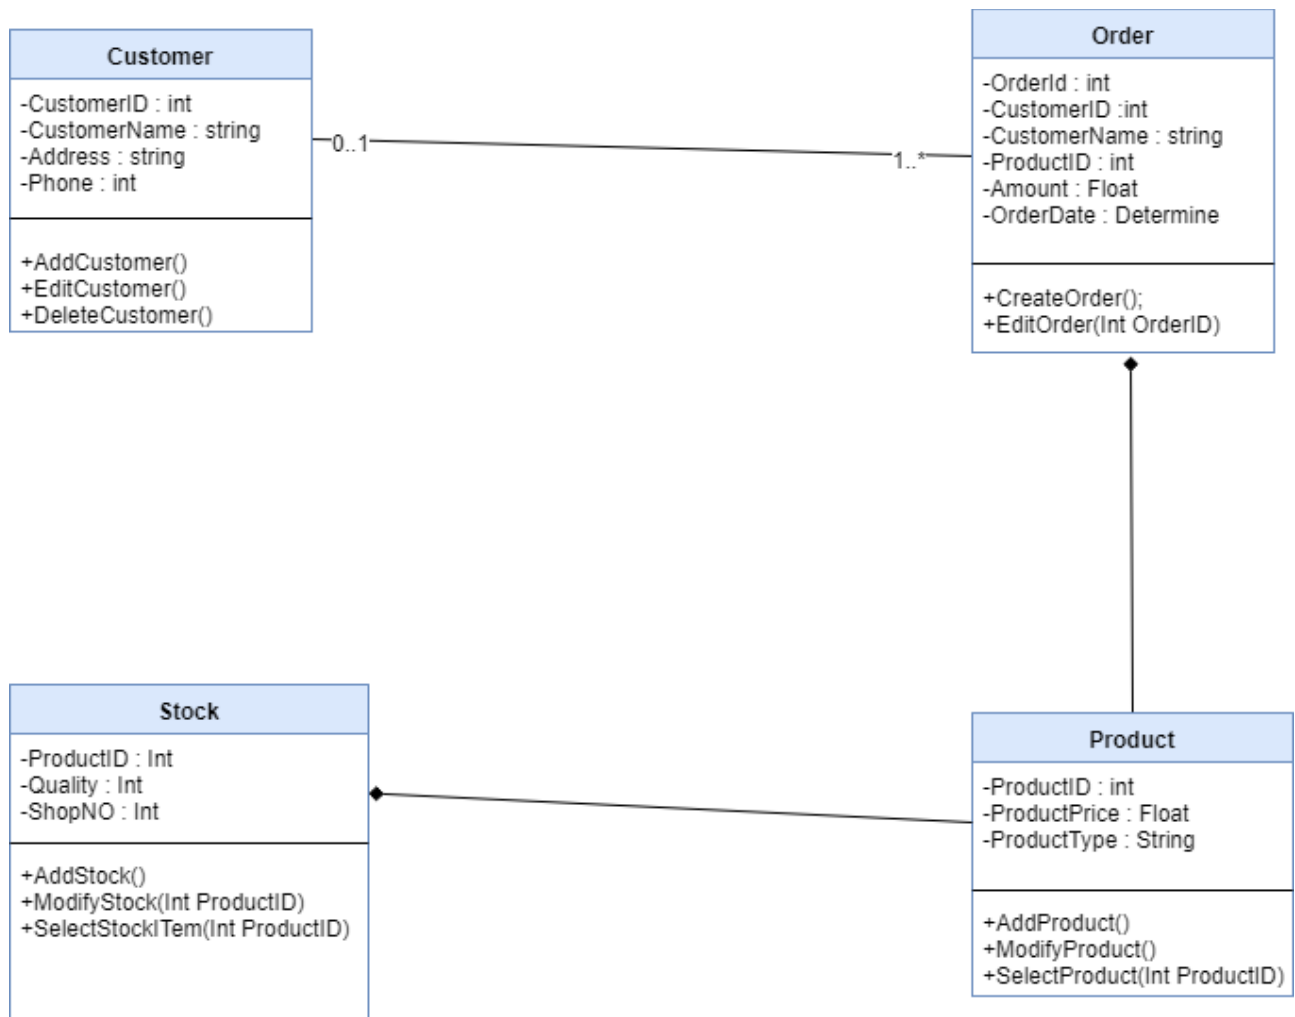 Customer
-CustomerID : int
-CustomerName : string
-Address : string
-Phone : int
+AddCustomer()
+EditCustomer()
+DeleteCustomer()
0..1
1..*
Order
-OrderId : int
-CustomerID :int
-CustomerName : string
-ProductID : int
-Amount : Float
-OrderDate : Determine
+CreateOrder();
+EditOrder(Int OrderID)
Stock
-ProductID : Int
-Quality : Int
-ShopNO : Int
+AddStock()
+ModifyStock(Int ProductID)
+SelectStockITem(Int ProductID)
Product
-ProductID : int
-ProductPrice : Float
-ProductType : String
+AddProduct()
+ModifyProduct()
+SelectProduct(Int ProductID)